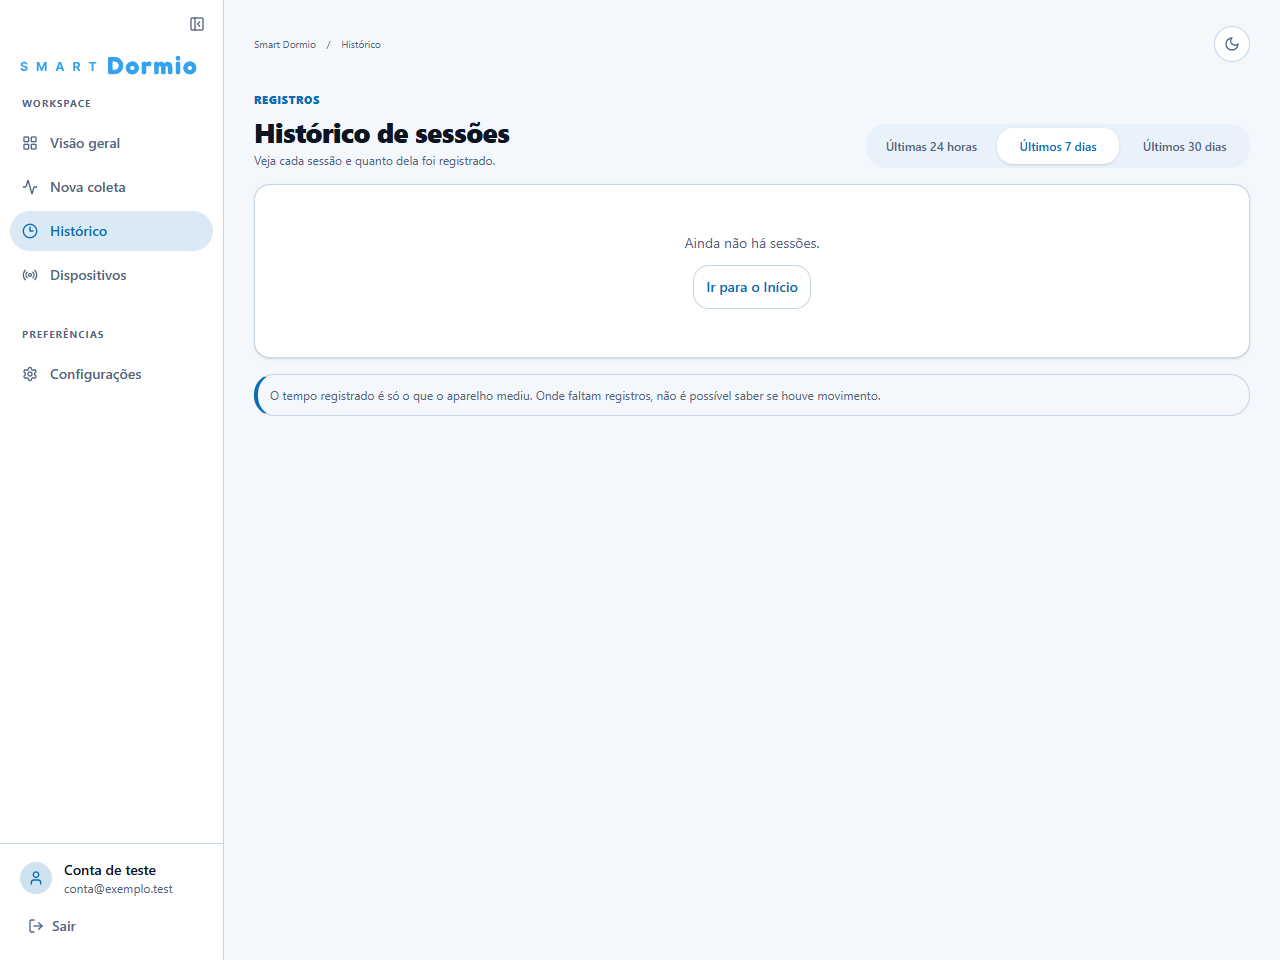 SMART Dormio
WORKSPACE
Visão geral
Nova coleta
Histórico
Dispositivos
PREFERÊNCIAS
Configurações
Conta de teste
conta@exemplo.test
Sair
Smart Dormio / Histórico
REGISTROS
Histórico de sessões
Veja cada sessão e quanto dela foi registrado.
Últimas 24 horas
Últimos 7 dias
Últimos 30 dias
Ainda não há sessões.
Ir para o Início
O tempo registrado é só o que o aparelho mediu. Onde faltam registros, não é possível saber se houve movimento.